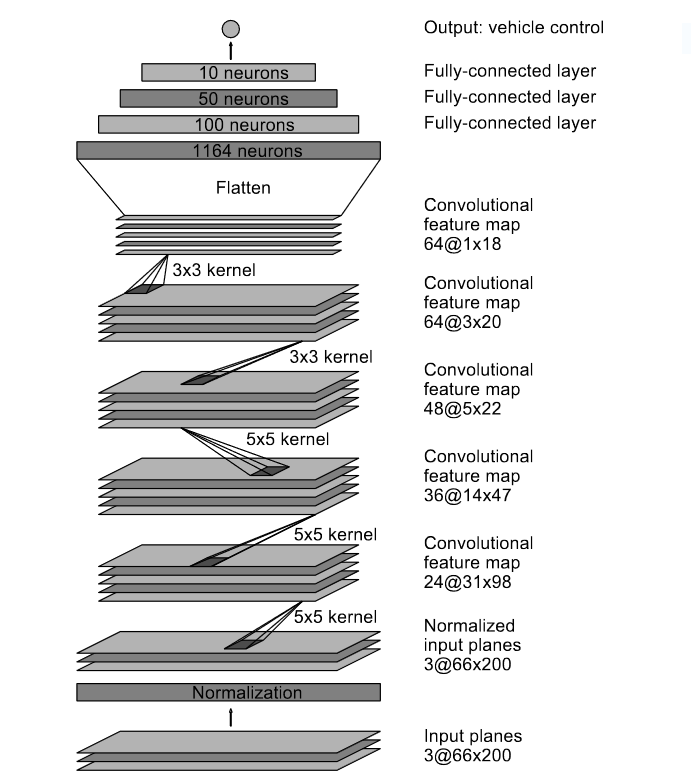 Output: vehicle control
10 neurons
Fully-connected layer
50 neurons
Fully-connected layer
100 neurons
Fully-connected layer
1164 neurons
Flatten
Convolutional
feature map
64@1x18
3x3 kernel
Convolutional
feature map
64@3x20
3x3 kernel
Convolutional
feature map
48@5x22
5x5 kernel
Convolutional
feature map
36@14x47
5x5 kernel
Convolutional
feature map
24@31x98
5x5 kernel
Normalized
input planes
3@66x200
Normalization
Input planes
3@66x200